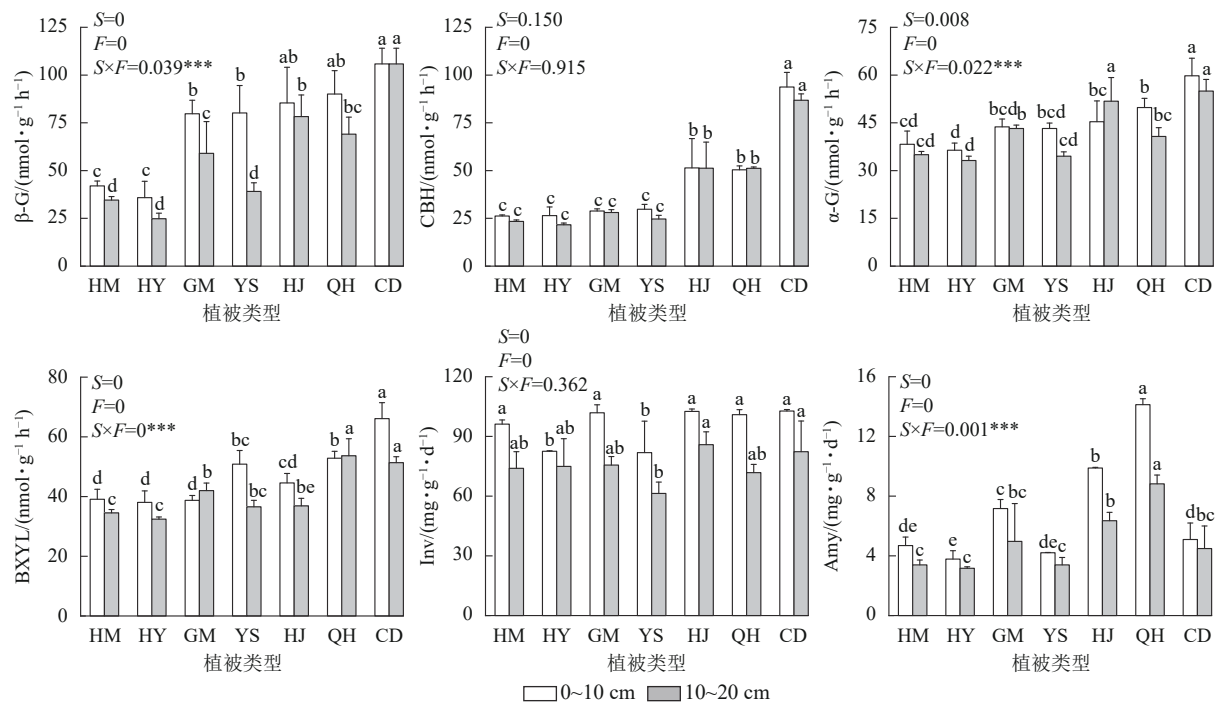 S=0
F=0
S×F=0.039***
β-G/(nmol·g⁻¹ h⁻¹)
125
100
75
50
25
0
c d c d a c a d ab b ab bc a a
HM HY GM YS HJ QH CD
植被类型
S=0.150
F=0
S×F=0.915
CBH/(nmol·g⁻¹ h⁻¹)
125
100
75
50
25
0
c c c c c c c c b b b b a a
HM HY GM YS HJ QH CD
植被类型
S=0.008
F=0
S×F=0.022***
α-G/(nmol·g⁻¹ h⁻¹)
75
60
45
30
15
0
cd cd d d bcd b bcd cd bc a b bc a a
HM HY GM YS HJ QH CD
植被类型
S=0
F=0
S×F=0***
BXYL/(nmol·g⁻¹ h⁻¹)
80
60
40
20
0
d c d c d b bc bc cd be b a a a
HM HY GM YS HJ QH CD
植被类型
S=0
F=0
S×F=0.362
Inv/(mg·g⁻¹·d⁻¹)
120
90
60
30
0
a ab b ab a ab b b a a a ab a a
HM HY GM YS HJ QH CD
植被类型
S=0
F=0
S×F=0.001***
Amy/(mg·g⁻¹·d⁻¹)
16
12
8
4
0
de c e c c bc de c b b a a d bc
HM HY GM YS HJ QH CD
植被类型
0~10 cm 10~20 cm